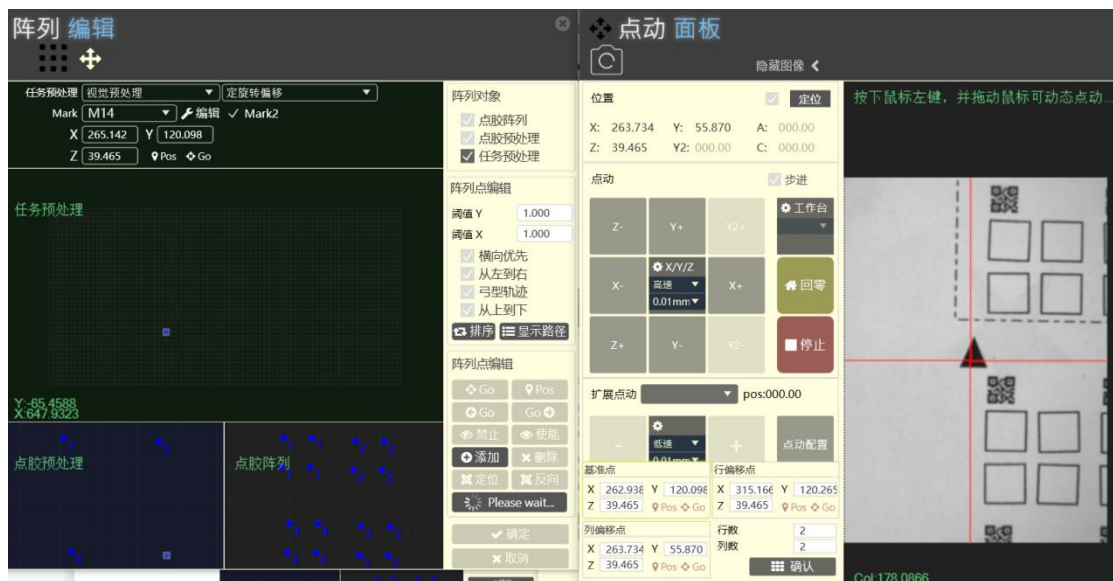 阵列 编辑
任务预处理 视觉预处理 定旋转偏移
Mark M14 编辑 Mark2
X 265.142 Y 120.098
Z 39.465 Pos Go
任务预处理
Y:-65.4588
X:647.9323
点胶预处理
点胶阵列
阵列对象
点胶阵列
点胶预处理
任务预处理
阵列点编辑
阈值 Y 1.000
阈值 X 1.000
横向优先
从左到右
弓型轨迹
从上到下
排序 显示路径
阵列点编辑
Go Pos
Go Go
禁止 使能
添加 删除
定位 反向
Please wait...
确定
取消
点动 面板
隐藏图像
位置 定位
X: 263.734 Y: 55.870 A: 000.00
Z: 39.465 Y2: 000.00 C: 000.00
点动 步进
Z- Y+ Y2+ 工作台
X- X/Y/Z 高速 0.01mm X+ 回零
Z+ Y- Y2- 停止
扩展点动 pos:000.00
- 低速 0.01mm + 点动配置
基准点
X 262.938 Y 120.098
Z 39.465 Pos Go
行偏移点
X 315.166 Y 120.265
Z 39.465 Pos Go
列偏移点
X 263.734 Y 55.870
Z 39.465 Pos Go
行数 2
列数 2
确认
按下鼠标左键，并拖动鼠标可动态点动...
Col:178.0866